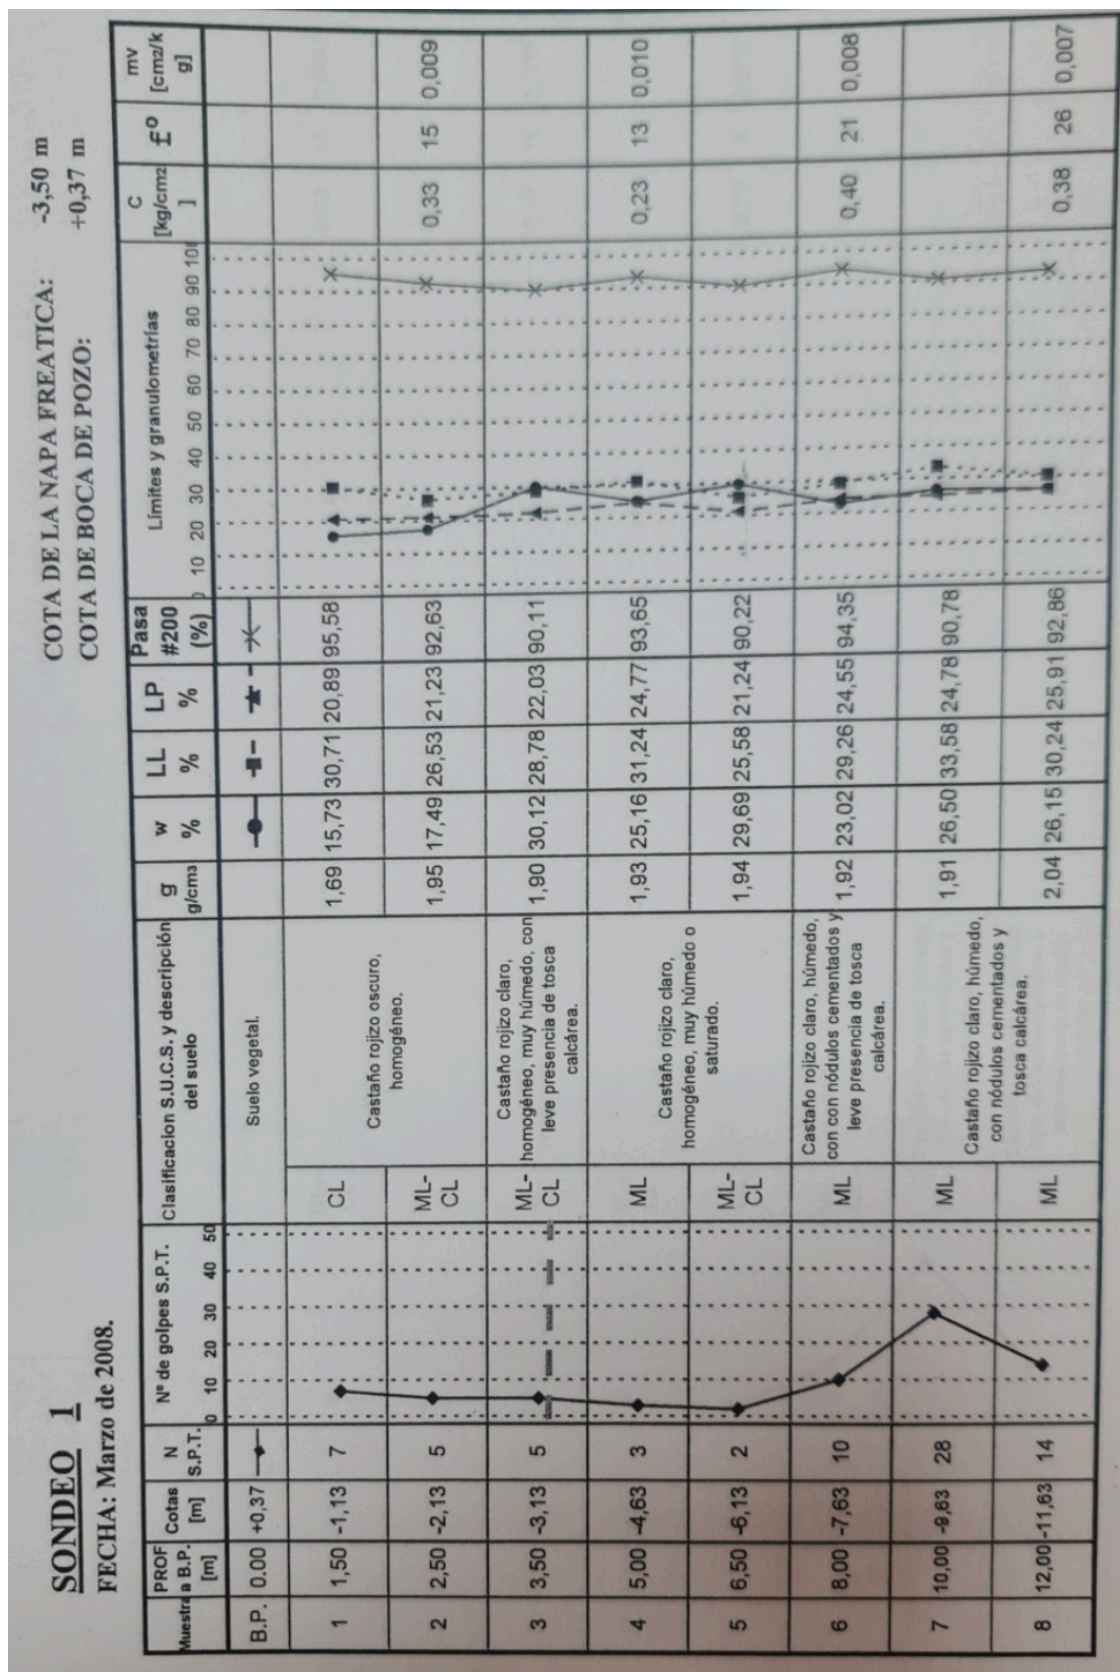 SONDEO 1
FECHA: Marzo de 2008.
COTA DE LA NAPA FREATICA: -3,50 m
COTA DE BOCA DE POZO: +0,37 m
Muestra PROF a B.P. [m] Cotas [m] N S.P.T. Nº de golpes S.P.T. Clasificacion S.U.C.S. y descripción del suelo g g/cm3 w % LL % LP % Pasa #200 (%) Límites y granulometrías C [kg/cm2] £º mv [cm2/kg]
0 10 20 30 40 50
0 10 20 30 40 50 60 70 80 90 100
B.P. 0.00 +0,37 Suelo vegetal.
1 1,50 -1,13 7 CL 1,69 15,73 30,71 20,89 95,58
Castaño rojizo oscuro,
homogéneo.
2 2,50 -2,13 5 ML-CL 1,95 17,49 26,53 21,23 92,63 0,33 15 0,009
3 3,50 -3,13 5 ML-CL 1,90 30,12 28,78 22,03 90,11
Castaño rojizo claro,
homogéneo, muy húmedo, con
leve presencia de tosca
calcárea.
4 5,00 -4,63 3 ML 1,93 25,16 31,24 24,77 93,65 0,23 13 0,010
Castaño rojizo claro,
homogéneo, muy húmedo o
saturado.
5 6,50 -6,13 2 ML-CL 1,94 29,69 25,58 21,24 90,22
6 8,00 -7,63 10 ML 1,92 23,02 29,26 24,55 94,35 0,40 21 0,008
Castaño rojizo claro, húmedo,
con con nódulos cementados y
leve presencia de tosca
calcárea.
7 10,00 -9,63 28 ML 1,91 26,50 33,58 24,78 90,78
Castaño rojizo claro, húmedo,
con nódulos cementados y
tosca calcárea.
8 12,00 -11,63 14 ML 2,04 26,15 30,24 25,91 92,86 0,38 26 0,007